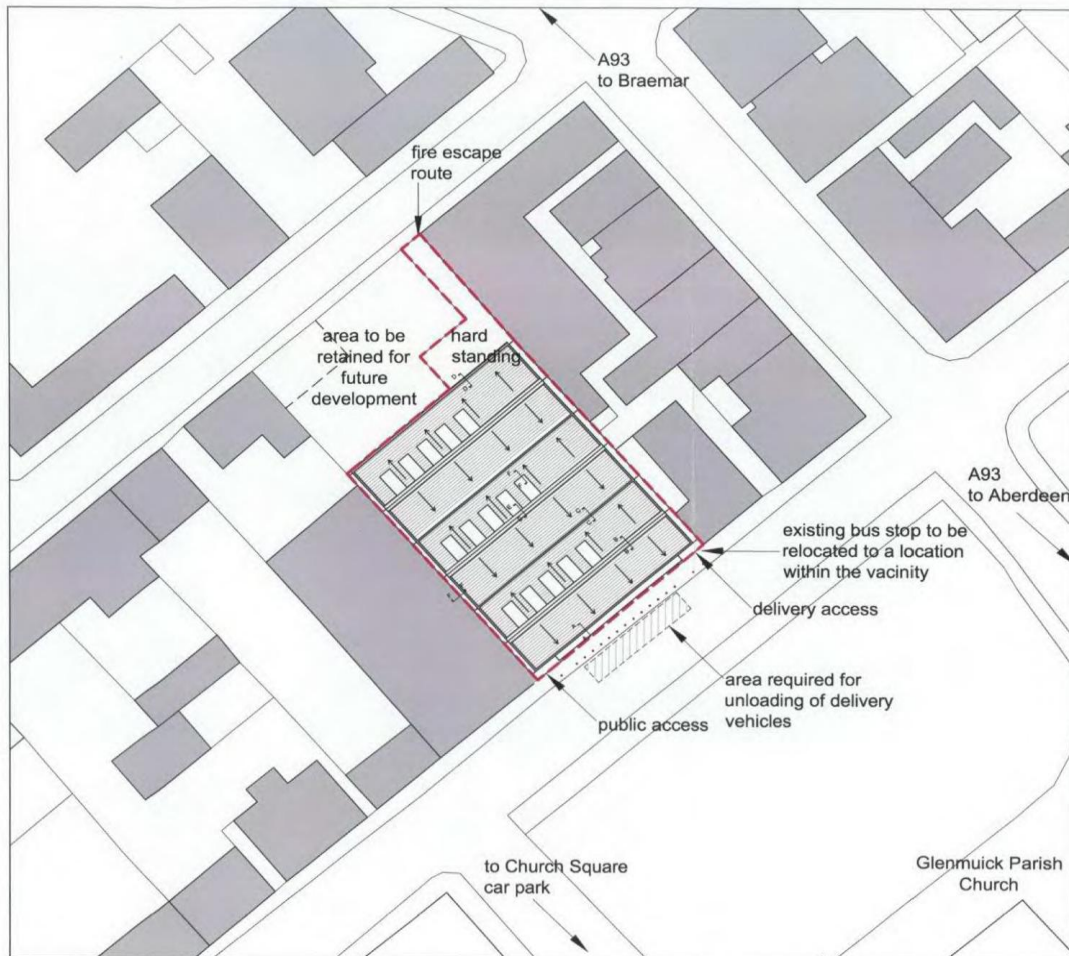 A93
to Braemar
fire escape
route
area to be
retained for
future
development
hard
standing
A93
to Aberdeen
existing bus stop to be
relocated to a location
within the vacinity
delivery access
area required for
unloading of delivery
vehicles
public access
to Church Square
car park
Glenmuick Parish
Church